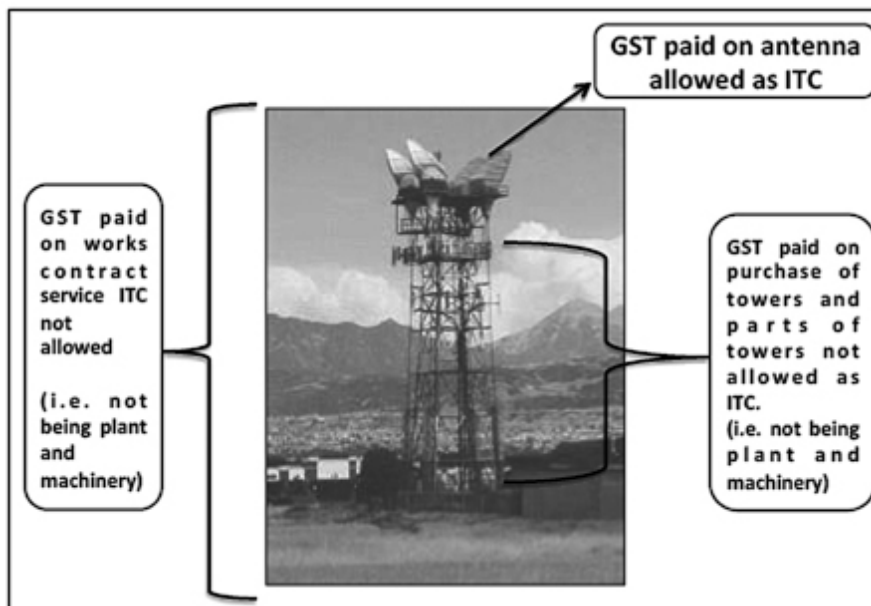 GST paid on antenna
allowed as ITC
GST paid
on works
contract
service ITC
not
allowed
(i.e. not
being plant
and
machinery)
GST paid on
purchase of
towers and
parts of
towers not
allowed as
ITC.
(i.e. not being
plant and
machinery)